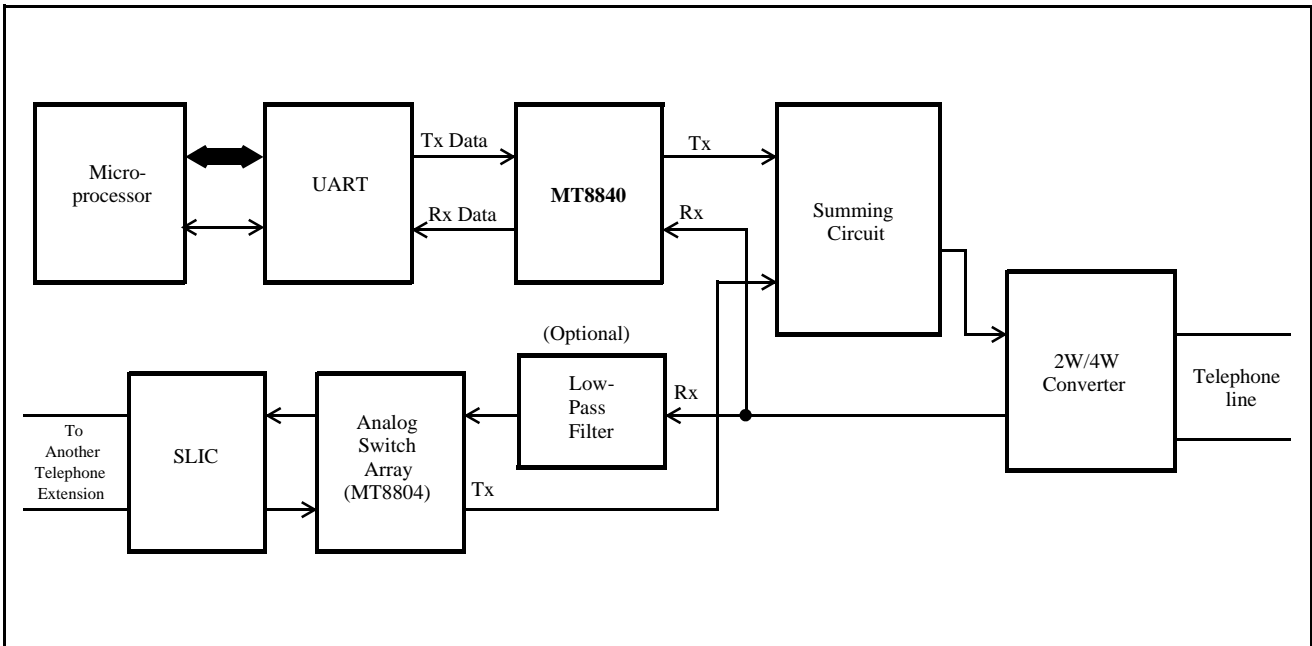 Micro-
processor
UART
Tx Data
Rx Data
MT8840
Tx
Rx
Summing
Circuit
2W/4W
Converter
Telephone
line
(Optional)
Low-
Pass
Filter
Rx
Analog
Switch
Array
(MT8804)
Tx
SLIC
To
Another
Telephone
Extension